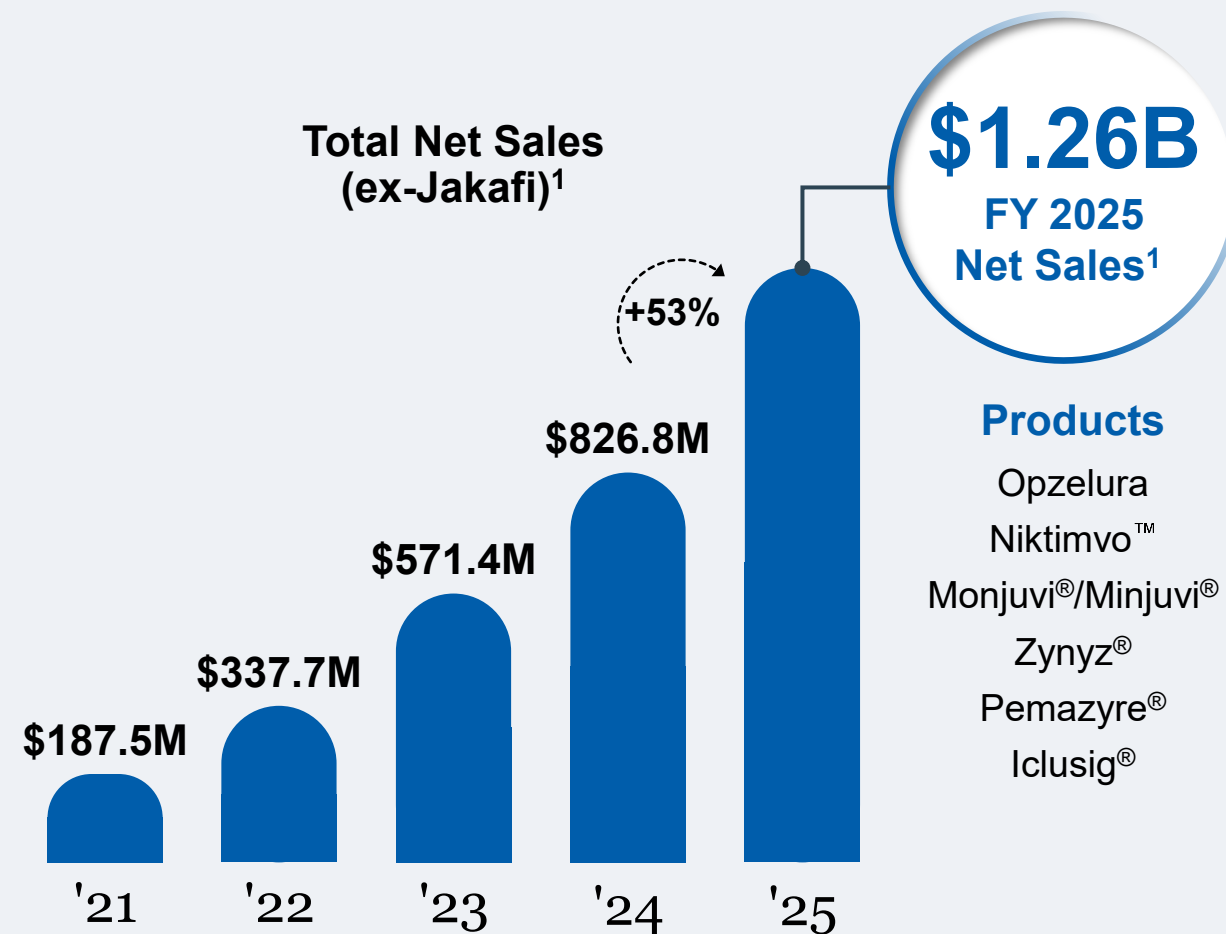 Total Net Sales
(ex-Jakafi)¹
$1.26B
FY 2025
Net Sales¹
+53%
$826.8M
$571.4M
$337.7M
$187.5M
Products
Opzelura
Niktimvo™
Monjuvi®/Minjuvi®
Zynyz®
Pemazyre®
Iclusig®
'21
'22
'23
'24
'25